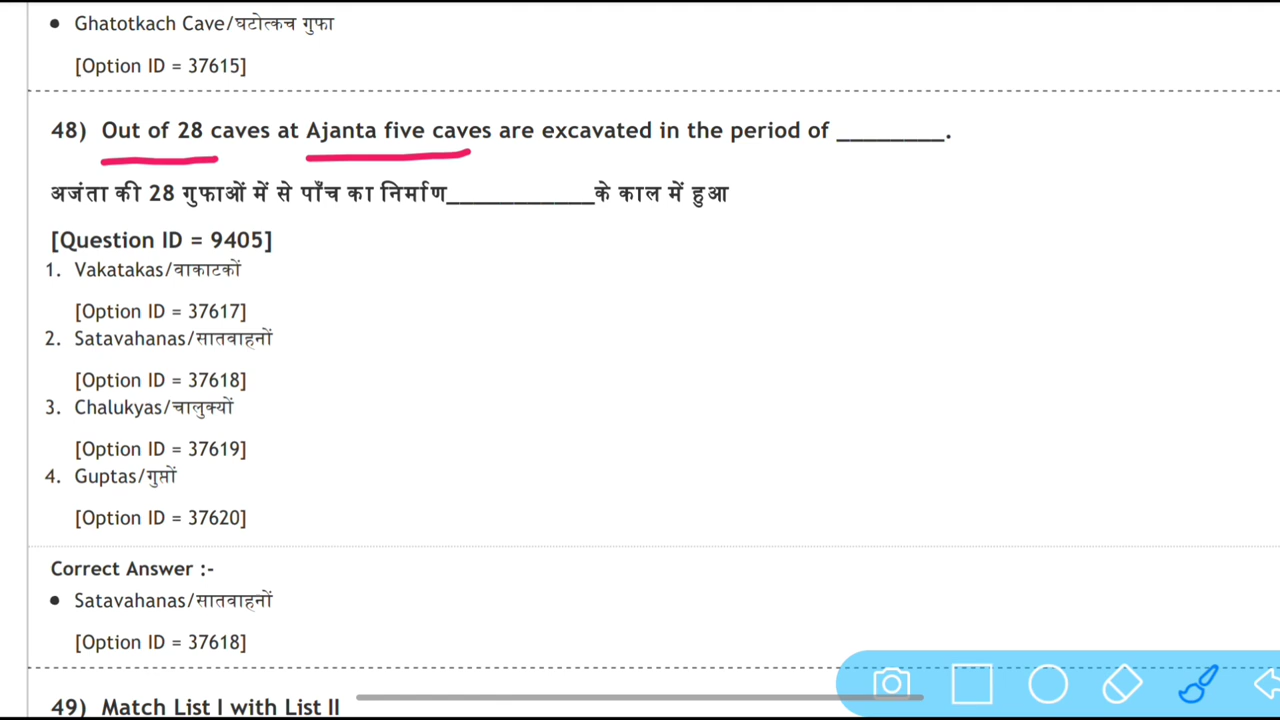 • Ghatotkach Cave/घटोत्कच गुफा
[Option ID = 37615]
48) Out of 28 caves at Ajanta five caves are excavated in the period of ________.
अजंता की 28 गुफाओं में से पाँच का निर्माण___________के काल में हुआ
[Question ID = 9405]
1. Vakatakas/वाकाटकों
[Option ID = 37617]
2. Satavahanas/सातवाहनों
[Option ID = 37618]
3. Chalukyas/चालुक्यों
[Option ID = 37619]
4. Guptas/गुप्तों
[Option ID = 37620]
Correct Answer :-
• Satavahanas/सातवाहनों
[Option ID = 37618]
49) Match List I with List II